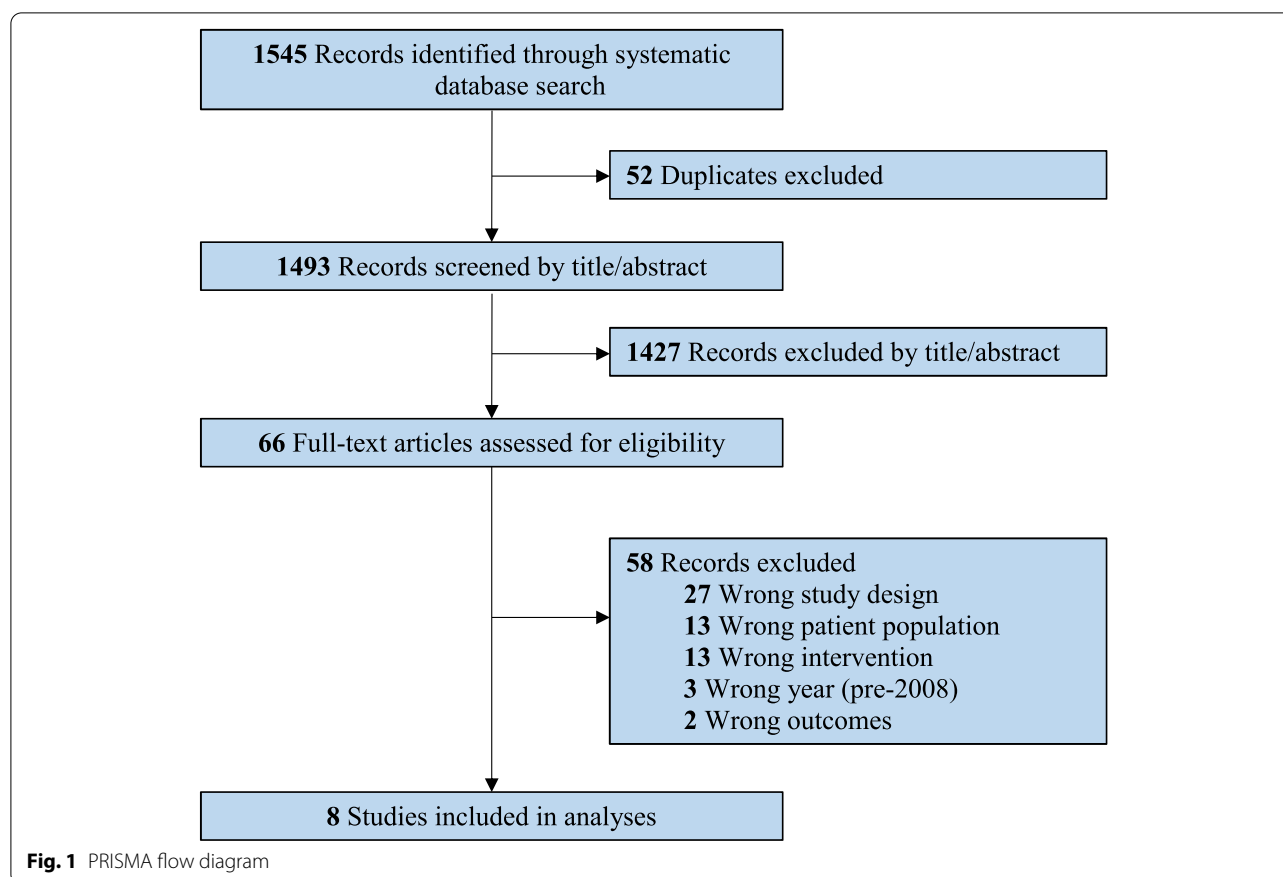 1545 Records identified through systematic
database search
52 Duplicates excluded
1493 Records screened by title/abstract
1427 Records excluded by title/abstract
66 Full-text articles assessed for eligibility
58 Records excluded
27 Wrong study design
13 Wrong patient population
13 Wrong intervention
3 Wrong year (pre-2008)
2 Wrong outcomes
8 Studies included in analyses
Fig. 1 PRISMA flow diagram